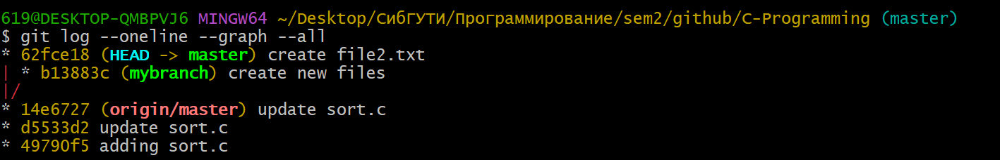 619@DESKTOP-QMBPVJ6 MINGW64 ~/Desktop/СибГУТИ/Программирование/sem2/github/C-Programming (master)
$ git log --oneline --graph --all
* 62fce18 (HEAD -> master) create file2.txt
| * b13883c (mybranch) create new files
|/
* 14e6727 (origin/master) update sort.c
* d5533d2 update sort.c
* 49790f5 adding sort.c